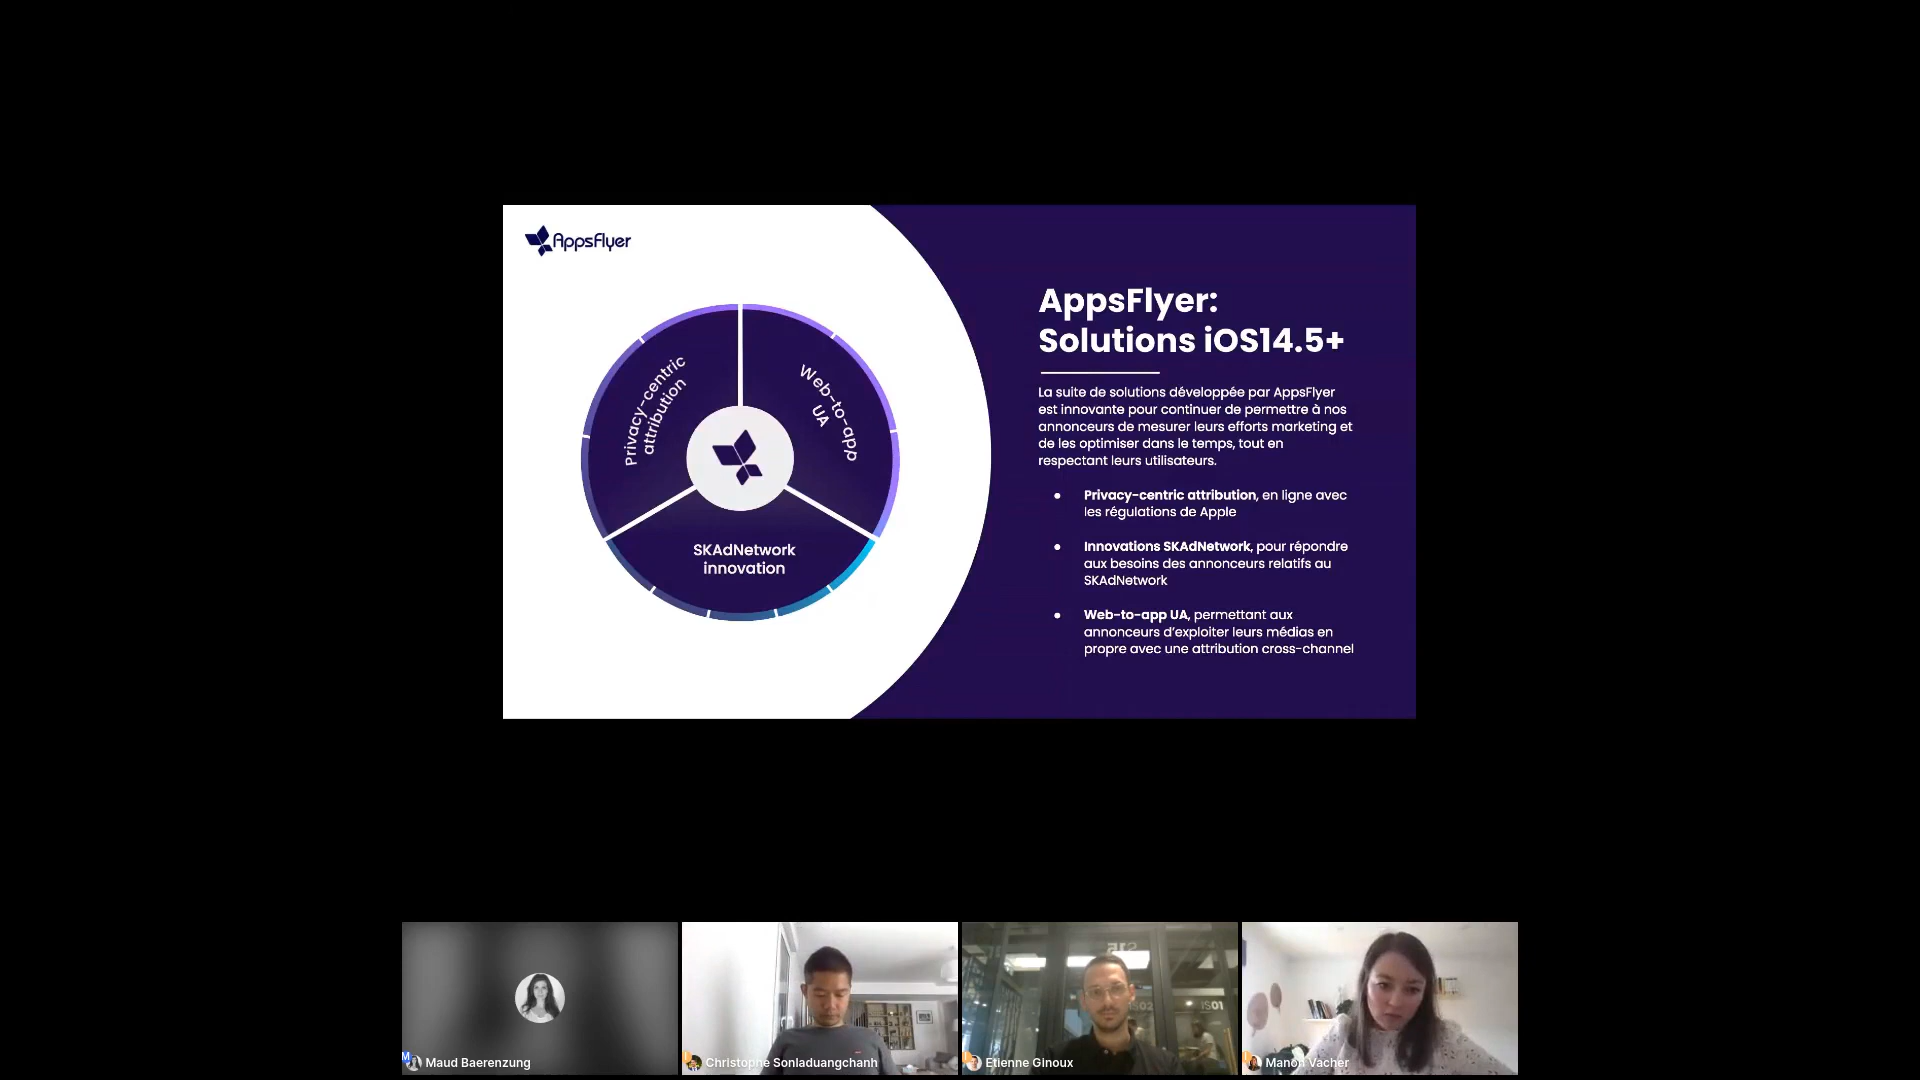 AppsFlyer
Privacy-centric
attribution
Web-to-app
UA
SKAdNetwork
innovation
AppsFlyer:
Solutions iOS14.5+
La suite de solutions développée par AppsFlyer
est innovante pour continuer de permettre à nos
annonceurs de mesurer leurs efforts marketing et
de les optimiser dans le temps, tout en
respectant leurs utilisateurs.
● Privacy-centric attribution, en ligne avec
les régulations de Apple
● Innovations SKAdNetwork, pour répondre
aux besoins des annonceurs relatifs au
SKAdNetwork
● Web-to-app UA, permettant aux
annonceurs d'exploiter leurs médias en
propre avec une attribution cross-channel
M
Maud Baerenzung
Christophe Sonladuangchanh
Etienne Ginoux
Manon Vacher